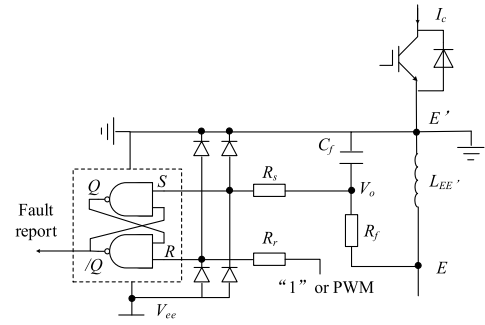 I_c
E'
C_f
L_EE'
Q
S
R_s
V_o
Fault
report
R
R_r
R_f
/Q
E
"1" or PWM
V_ee